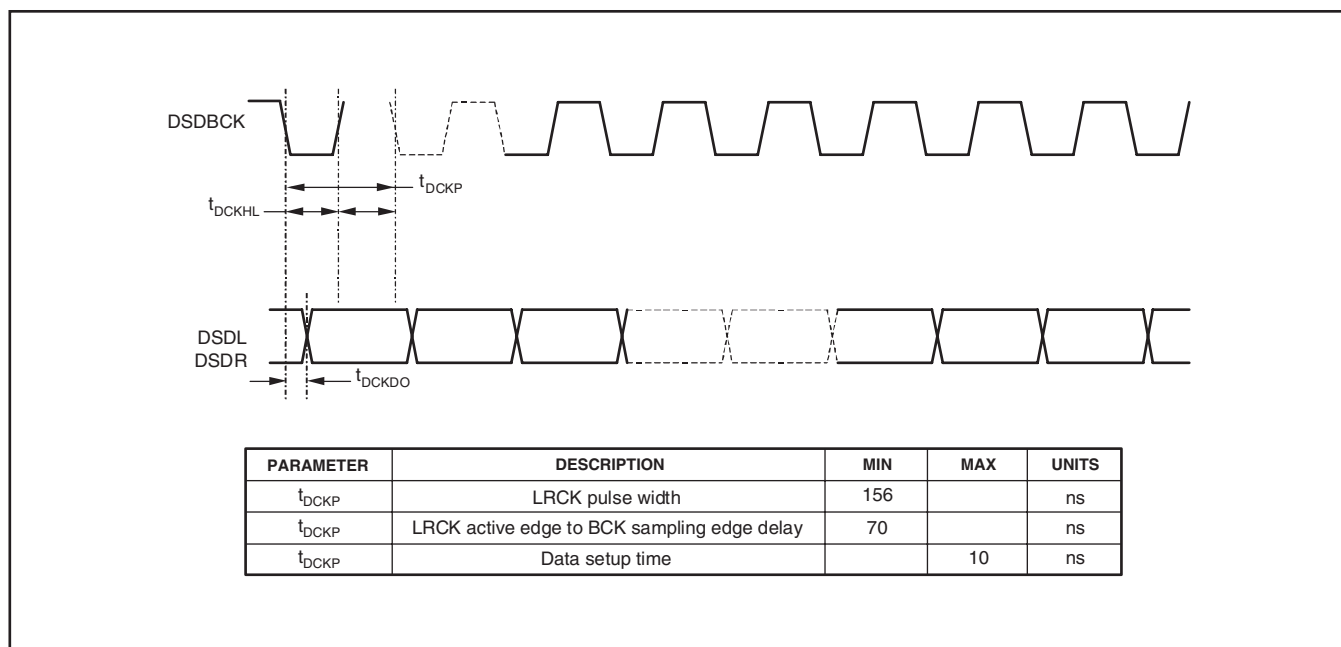 DSDBCK
tDCKP
tDCKHL
DSDL
DSDR
tDCKDO
PARAMETER DESCRIPTION MIN MAX UNITS
tDCKP LRCK pulse width 156 ns
tDCKP LRCK active edge to BCK sampling edge delay 70 ns
tDCKP Data setup time 10 ns